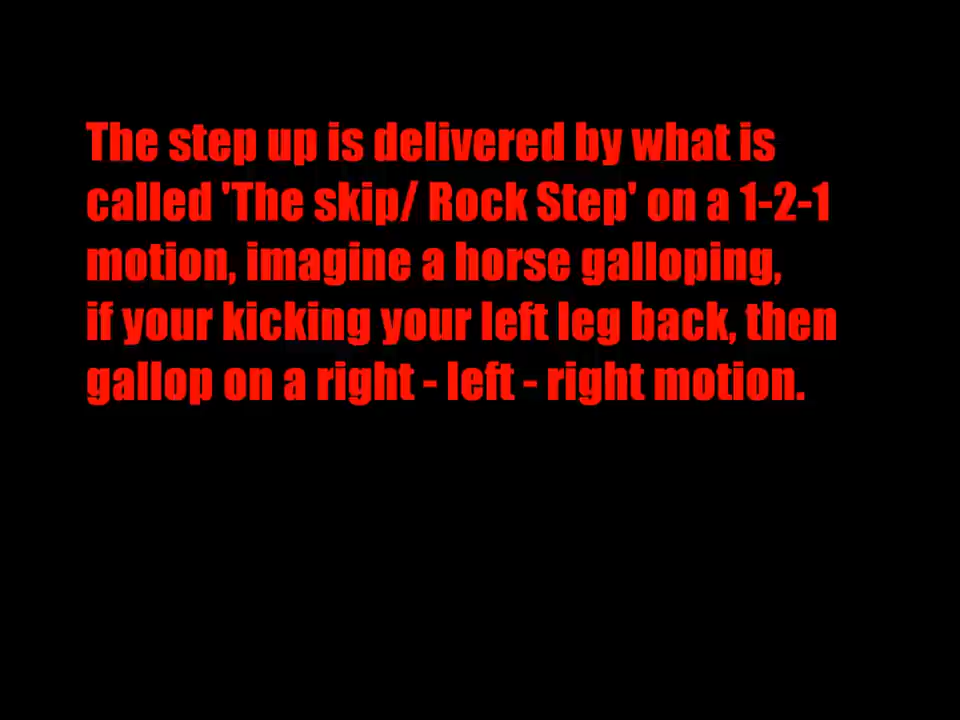 The step up is delivered by what is
called 'The skip/ Rock Step' on a 1-2-1
motion, imagine a horse galloping,
if your kicking your left leg back, then
gallop on a right - left - right motion.